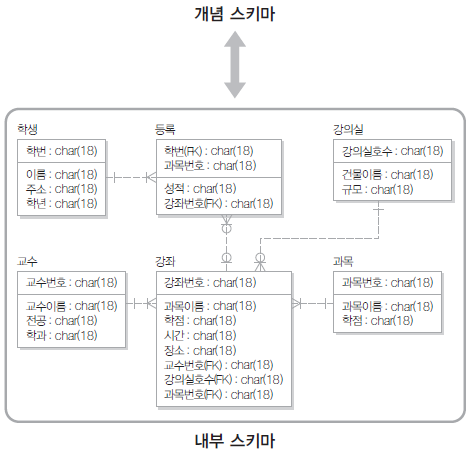 개념 스키마
학생
학번 : char(18)
이름 : char(18)
주소 : char(18)
학년 : char(18)
등록
학번(FK) : char(18)
과목번호 : char(18)
성적 : char(18)
강좌번호(FK) : char(18)
강의실
강의실호수 : char(18)
건물이름 : char(18)
규모 : char(18)
교수
교수번호 : char(18)
교수이름 : char(18)
전공 : char(18)
학과 : char(18)
강좌
강좌번호 : char(18)
과목이름 : char(18)
학점 : char(18)
시간 : char(18)
장소 : char(18)
교수번호(FK) : char(18)
강의실호수(FK) : char(18)
과목번호(FK) : char(18)
과목
과목번호 : char(18)
과목이름 : char(18)
학점 : char(18)
내부 스키마